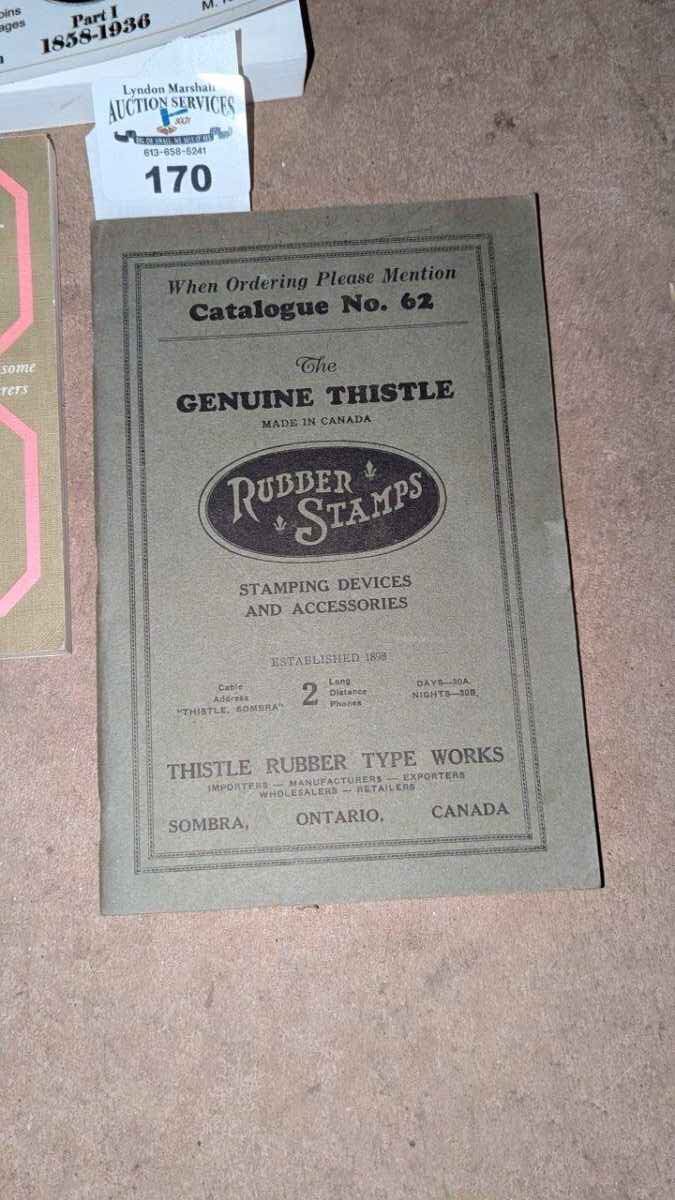 Part I
1858-1936
Lyndon Marshall
AUCTION SERVICES
613-658-5241
170
some
When Ordering Please Mention
Catalogue No. 62
The
GENUINE THISTLE
MADE IN CANADA
RUBBER
STAMPS
STAMPING DEVICES
AND ACCESSORIES
ESTABLISHED 1898
Cable
Address
"THISTLE, SOMBRA"
2
Long
Distance
Phones
DAYS—30A.
NIGHTS—30B.
THISTLE RUBBER TYPE WORKS
IMPORTERS — MANUFACTURERS — EXPORTERS
WHOLESALERS — RETAILERS
SOMBRA, ONTARIO, CANADA